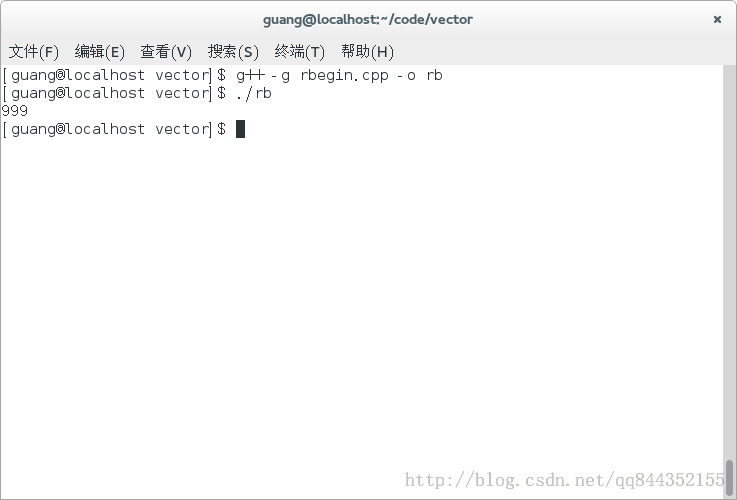 guang@localhost:~/code/vector
文件(F) 编辑(E) 查看(V) 搜索(S) 终端(T) 帮助(H)
[guang@localhost vector]$ g++ -g rbegin.cpp -o rb
[guang@localhost vector]$ ./rb
999
[guang@localhost vector]$
http://blog.csdn.net/qq844352155